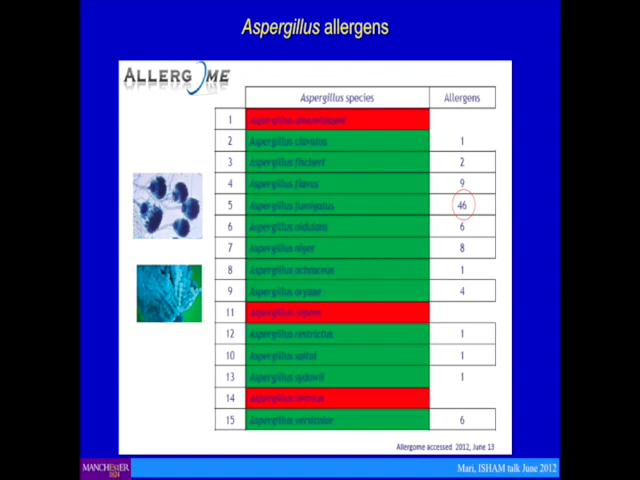 Aspergillus allergens
ALLERGOME
Aspergillus species Allergens
1
2 Aspergillus clavatus 1
3 Aspergillus fischeri 2
4 Aspergillus flavus 9
5 Aspergillus fumigatus 46
6 Aspergillus nidulans 6
7 Aspergillus niger 8
8 Aspergillus ochraceus 1
9 Aspergillus oryzae 4
11 Aspergillus
12 Aspergillus restrictus 1
10 Aspergillus saitoi 1
13 Aspergillus sydowii 1
14 Aspergillus terreus
15 Aspergillus versicolor 6
Allergome accessed 2012, June 13
MANCHESTER
1824
Mari, ISHAM talk June 2012